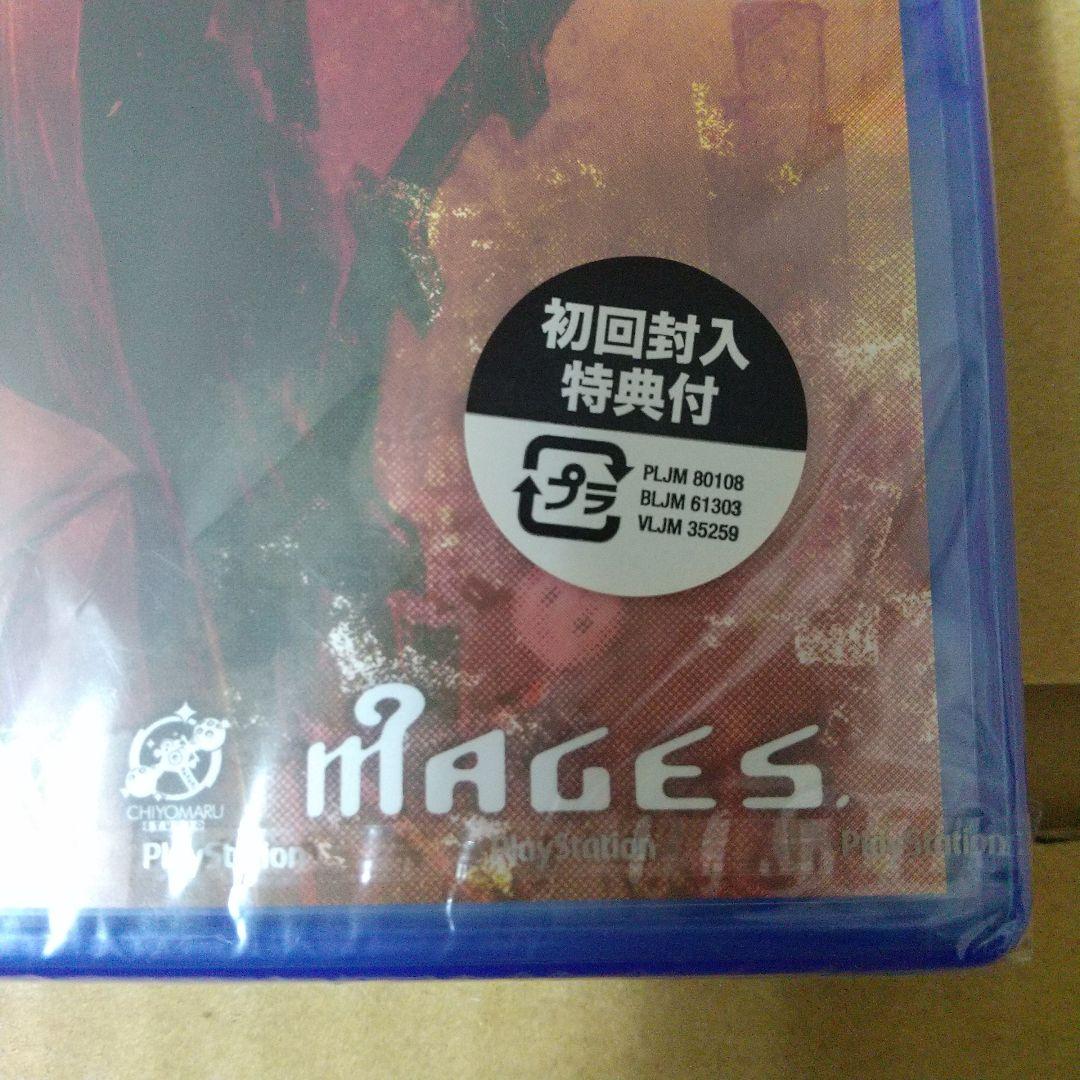 初回封入
特典付
プラ
PLJM 80108
BLJM 61303
VLJM 35259
MAGES.
CHIYOMARU
PlayStation PlayStation PlayStation